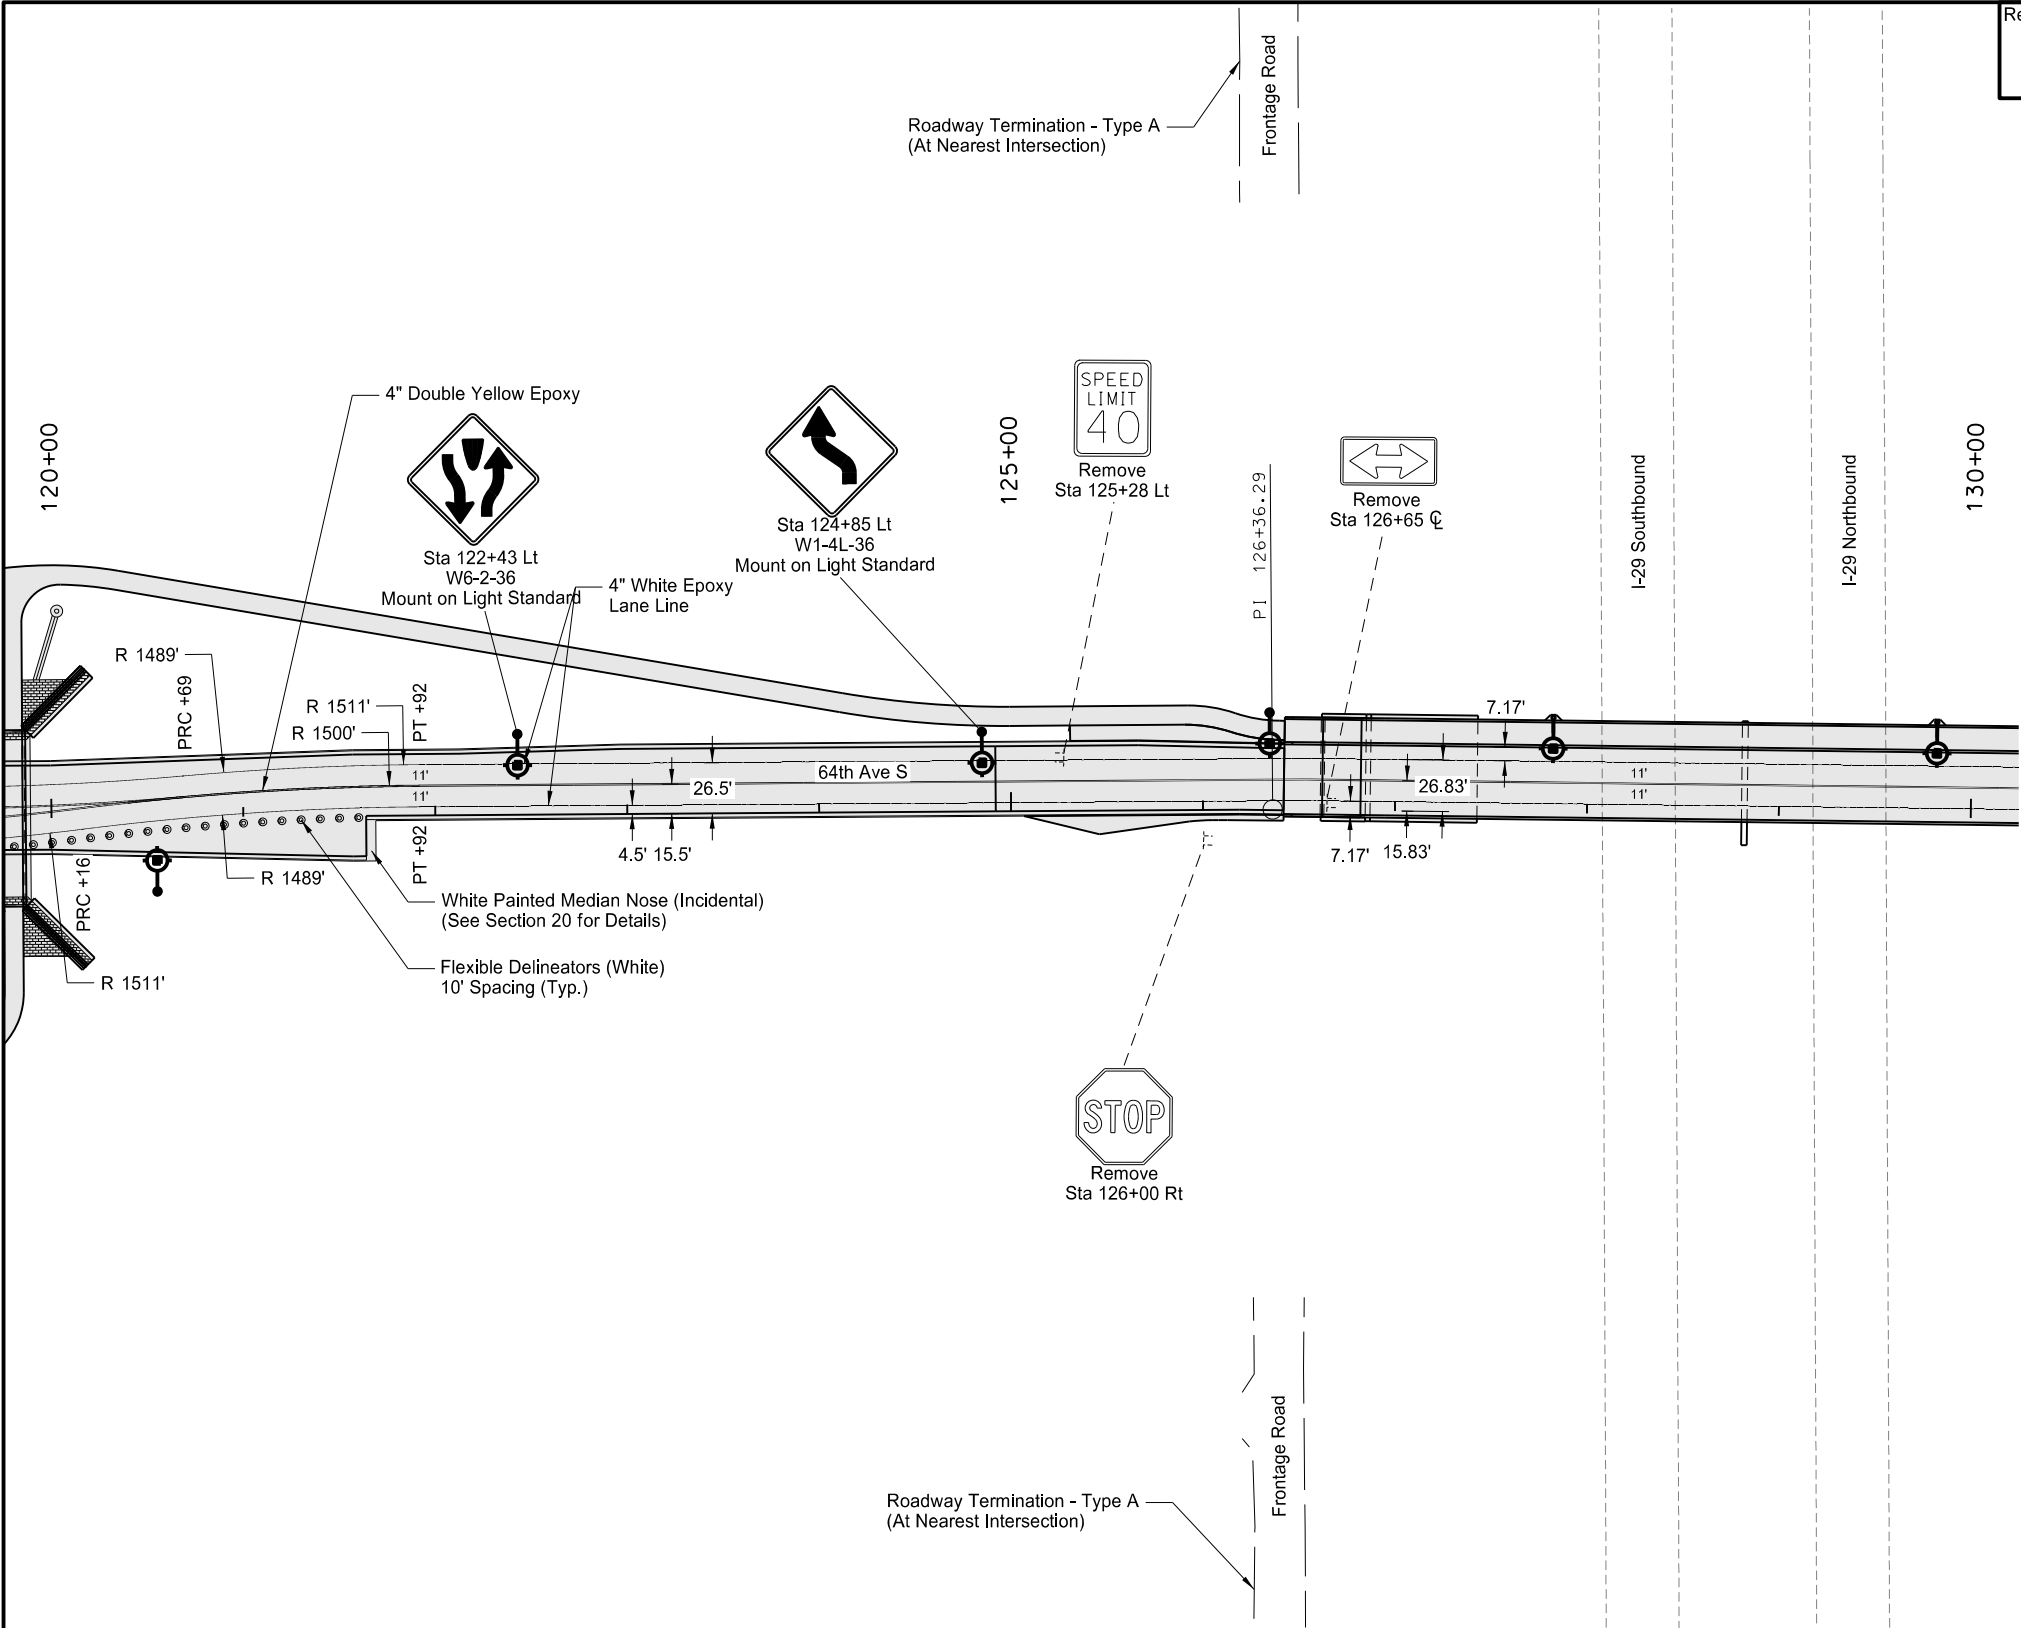 Re
Frontage Road
Roadway Termination - Type A
(At Nearest Intersection)
4" Double Yellow Epoxy
120+00
125+00
130+00
SPEED
LIMIT
40
Remove
Sta 125+28 Lt
Remove
Sta 126+65 ℄
PI 126+36.29
I-29 Southbound
I-29 Northbound
Sta 122+43 Lt
W6-2-36
Mount on Light Standard
Sta 124+85 Lt
W1-4L-36
Mount on Light Standard
4" White Epoxy
Lane Line
R 1489'
PRC +69
R 1511'
R 1500'
PT +92
7.17'
64th Ave S
11'
11'
26.5'
26.83'
11'
11'
4.5' 15.5'
7.17' 15.83'
PT +92
PRC +16
R 1489'
R 1511'
White Painted Median Nose (Incidental)
(See Section 20 for Details)
Flexible Delineators (White)
10' Spacing (Typ.)
STOP
Remove
Sta 126+00 Rt
Frontage Road
Roadway Termination - Type A
(At Nearest Intersection)